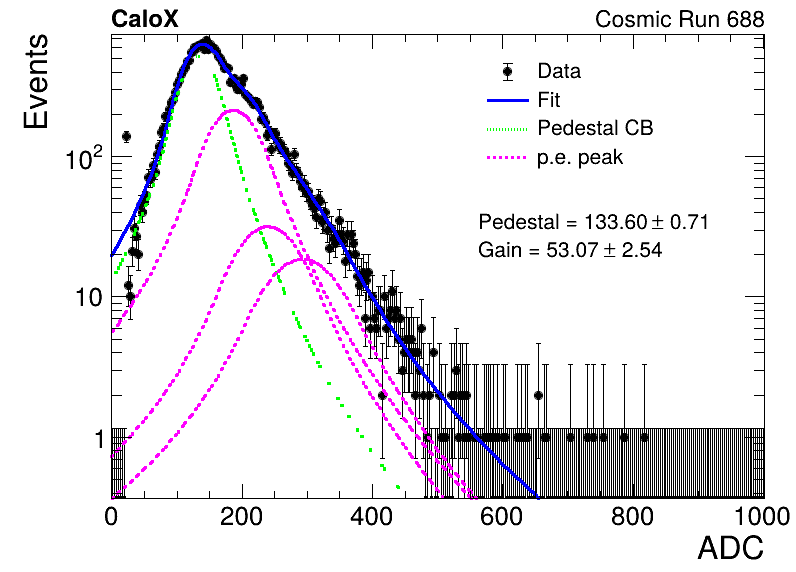 CaloX Cosmic Run 688
Events
Data
Fit
Pedestal CB
p.e. peak
Pedestal = 133.60 ± 0.71
Gain = 53.07 ± 2.54
10²
10
1
0 200 400 600 800 1000
ADC